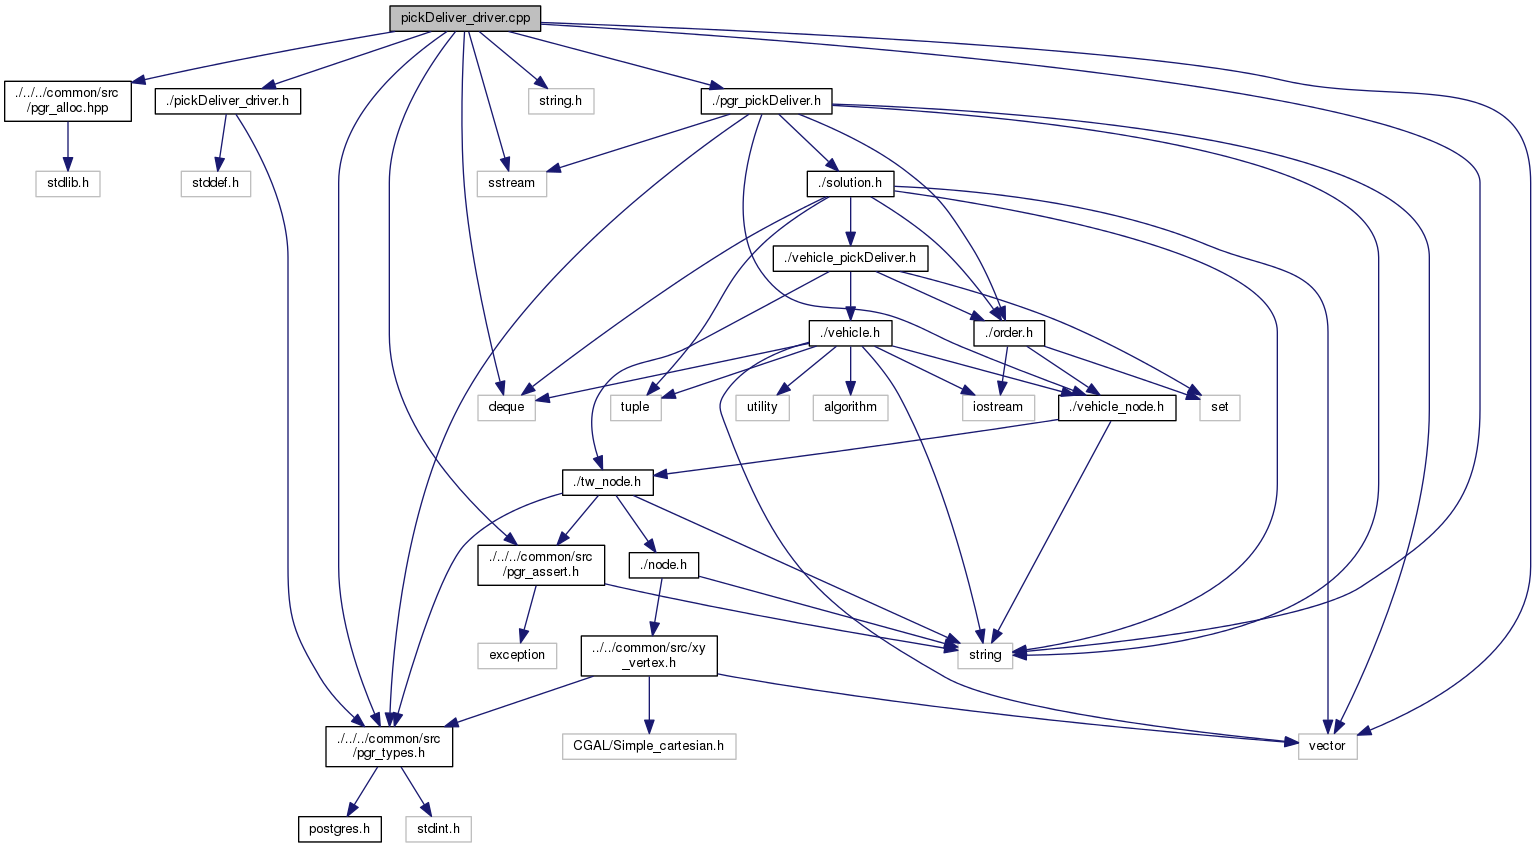 pickDeliver_driver.cpp
./../../common/src
/pgr_alloc.hpp
./pickDeliver_driver.h
string.h
./pgr_pickDeliver.h
stdlib.h
stddef.h
sstream
./solution.h
./vehicle_pickDeliver.h
./vehicle.h
./order.h
deque
tuple
utility
algorithm
iostream
./vehicle_node.h
set
./tw_node.h
./../../common/src
/pgr_assert.h
./node.h
exception
../../common/src/xy
_vertex.h
string
./../../common/src
/pgr_types.h
CGAL/Simple_cartesian.h
vector
postgres.h
stdint.h